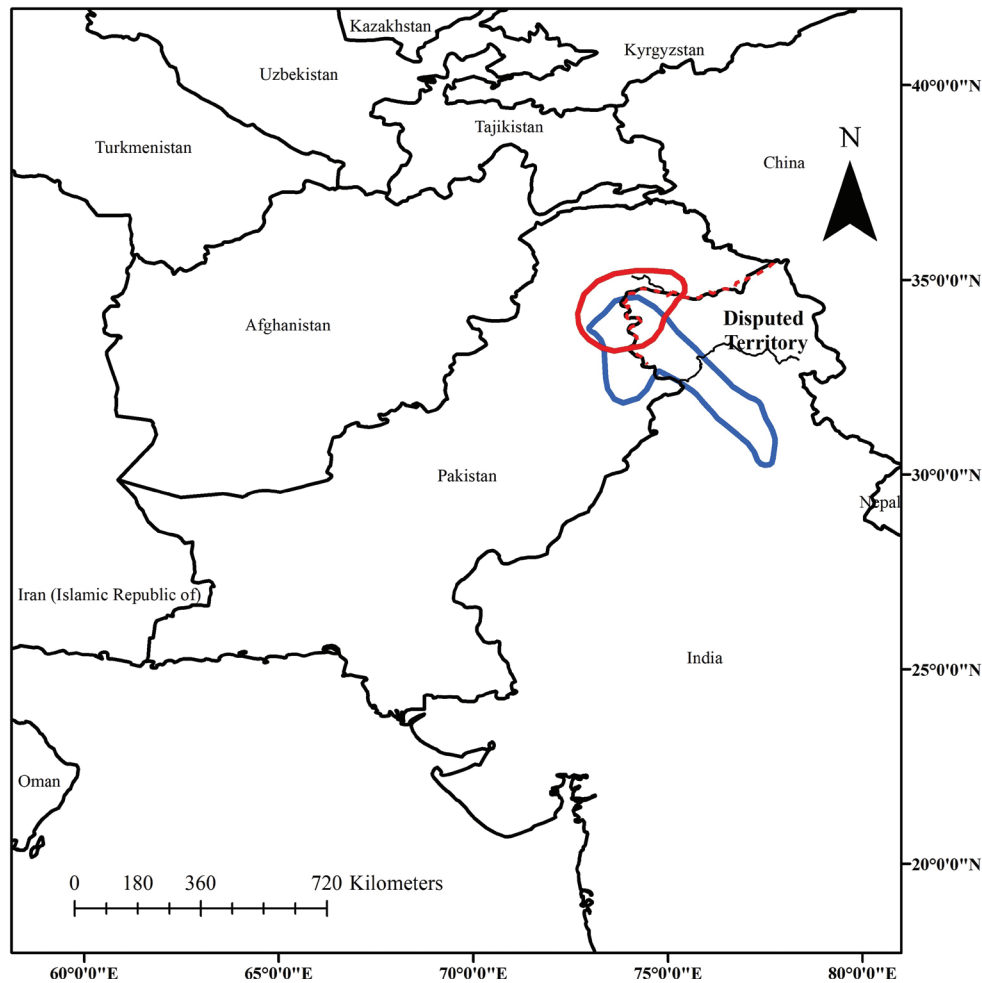 Kazakhstan
Kyrgyzstan
Uzbekistan
40°0'0"N
Tajikistan
N
Turkmenistan
China
35°0'0"N
Disputed
Territory
Afghanistan
Pakistan
30°0'0"N
Nepal
Iran (Islamic Republic of)
India
25°0'0"N
Oman
20°0'0"N
0 180 360 720 Kilometers
60°0'0"E 65°0'0"E 70°0'0"E 75°0'0"E 80°0'0"E